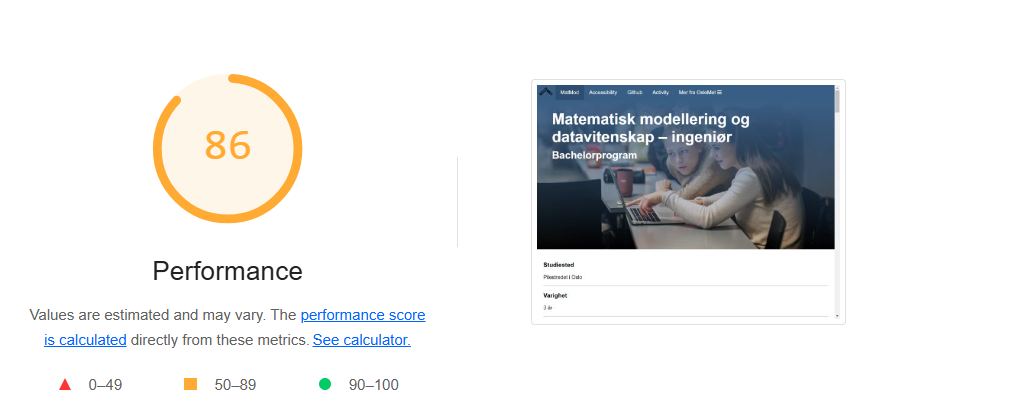 86
Performance
Values are estimated and may vary. The performance score
is calculated directly from these metrics. See calculator.
0–49
50–89
90–100
MatMod Accessibility Github Activity Mer fra OsloMet ☰
Matematisk modellering og
datavitenskap – ingeniør
Bachelorprogram
Studiested
Pilestredet i Oslo
Varighet
3 år